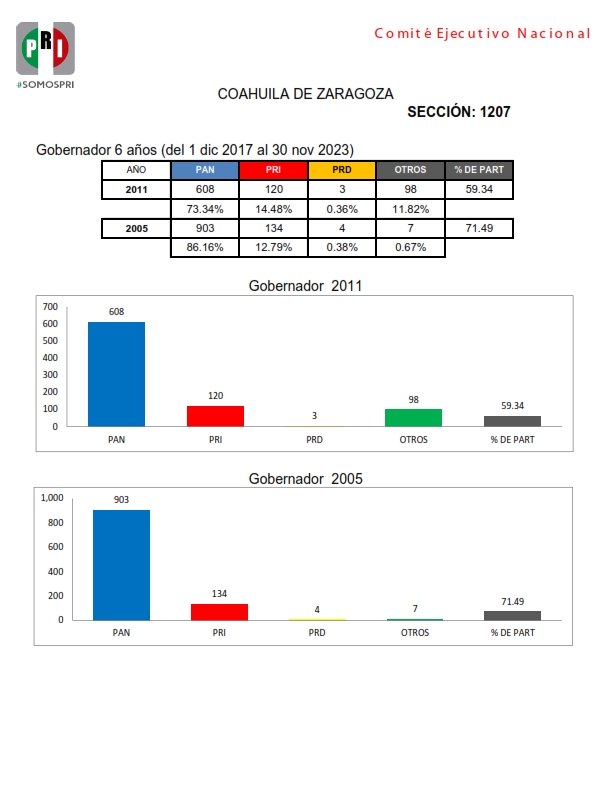 PRI
#SOMOSPRI
Comité Ejecutivo Nacional
COAHUILA DE ZARAGOZA
SECCIÓN: 1207
Gobernador 6 años (del 1 dic 2017 al 30 nov 2023)
AÑO PAN PRI PRD OTROS % DE PART
2011 608 120 3 98 59.34
73.34% 14.48% 0.36% 11.82%
2005 903 134 4 7 71.49
86.16% 12.79% 0.38% 0.67%
Gobernador 2011
700
600
500
400
300
200
100
0
608
120
3
98
59.34
PAN PRI PRD OTROS % DE PART
Gobernador 2005
1,000
800
600
400
200
0
903
134
4
7
71.49
PAN PRI PRD OTROS % DE PART